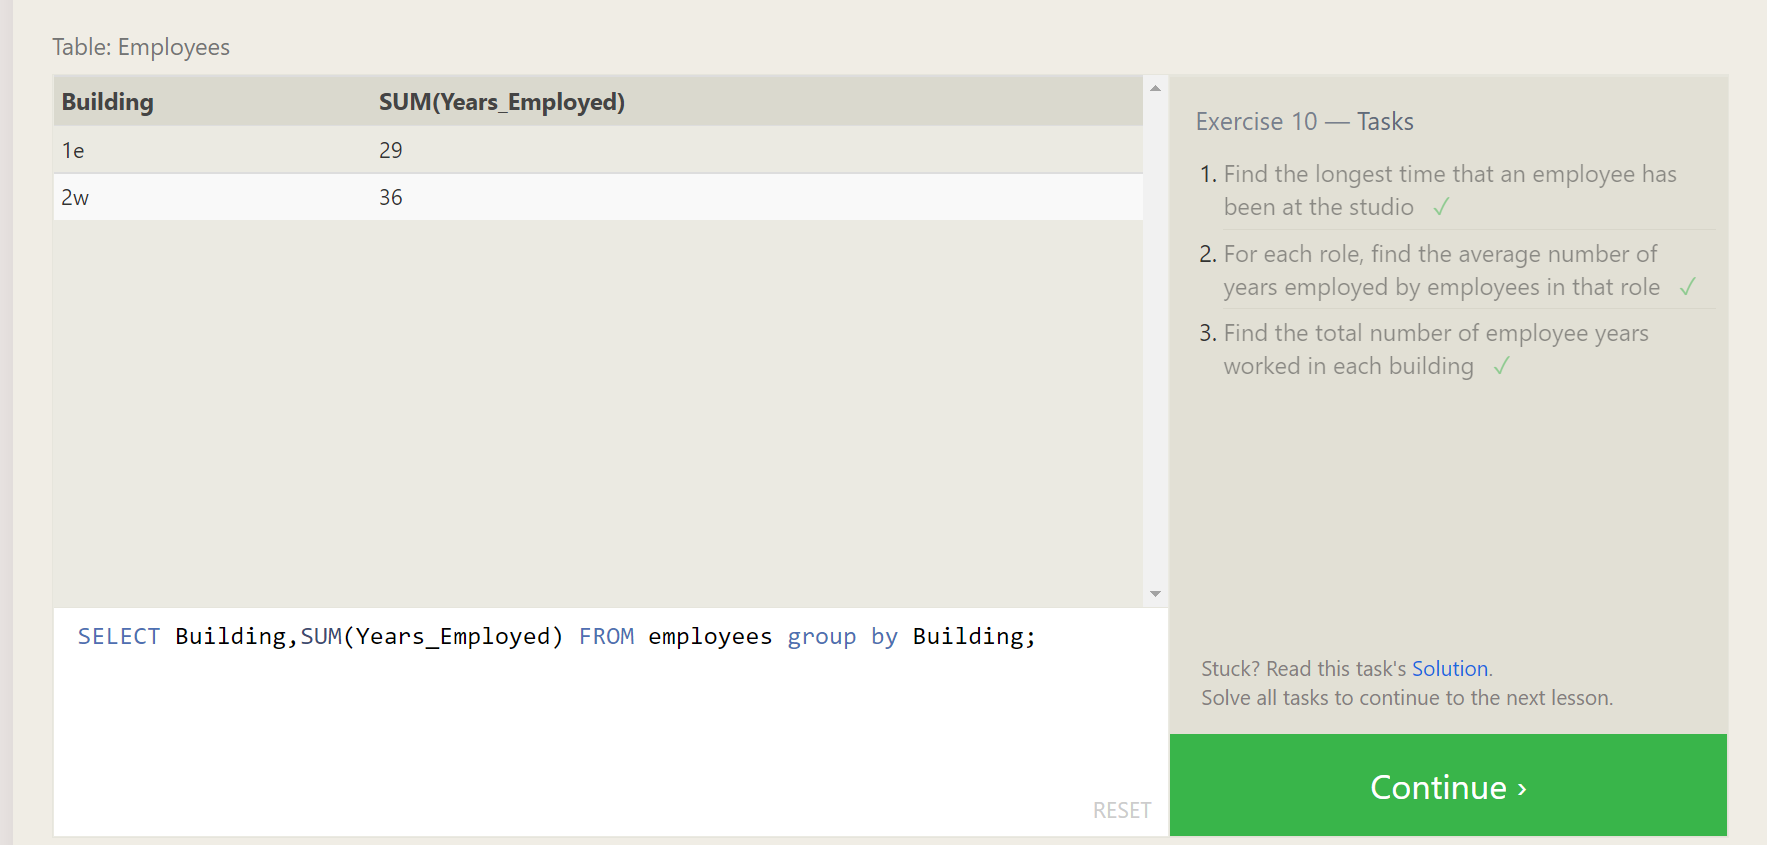 Table: Employees
Building SUM(Years_Employed)
1e 29
2w 36
SELECT Building,SUM(Years_Employed) FROM employees group by Building;
RESET
Exercise 10 — Tasks
1. Find the longest time that an employee has
been at the studio ✓
2. For each role, find the average number of
years employed by employees in that role ✓
3. Find the total number of employee years
worked in each building ✓
Stuck? Read this task's Solution.
Solve all tasks to continue to the next lesson.
Continue ›